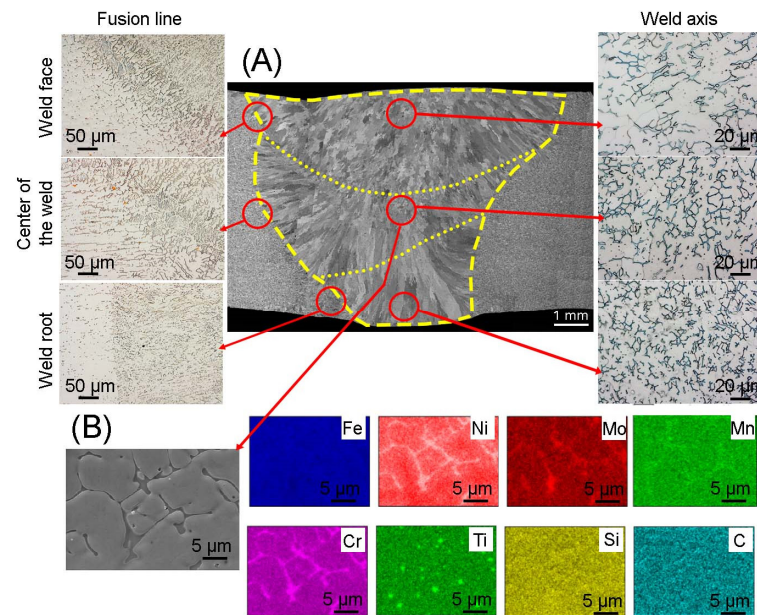 Fusion line
Weld axis
(A)
Weld face
50 µm
20 µm
Center of
the weld
50 µm
20 µm
1 mm
Weld root
50 µm
20 µm
(B)
5 µm
Fe
5 µm
Ni
5 µm
Mo
5 µm
Mn
5 µm
Cr
5 µm
Ti
5 µm
Si
5 µm
C
5 µm